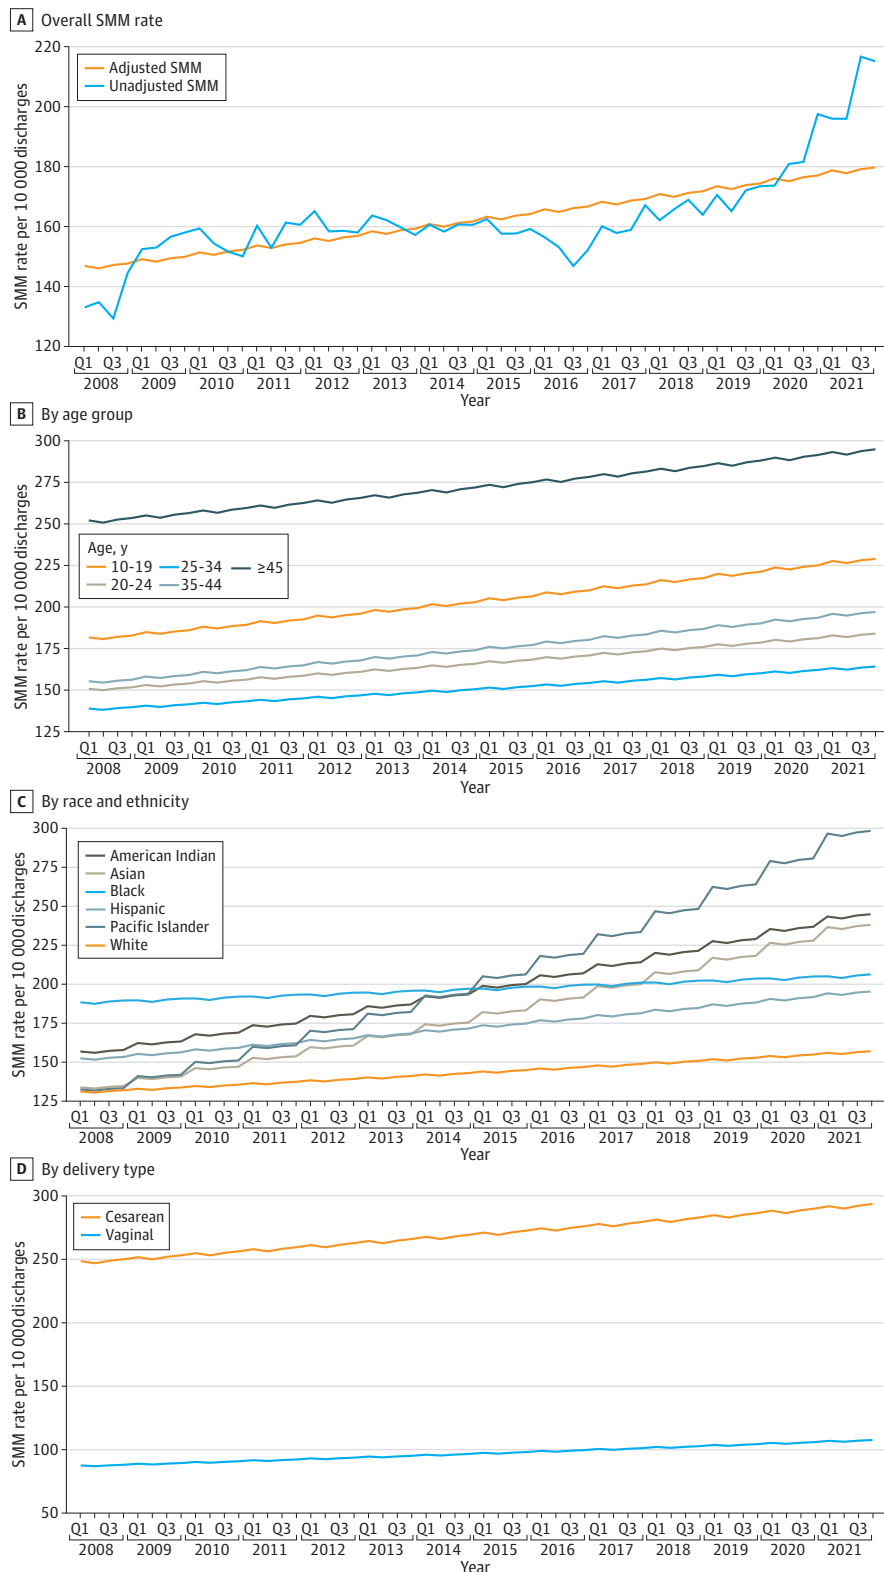 A Overall SMM rate
220
200
180
160
140
120
SMM rate per 10 000 discharges
Adjusted SMM
Unadjusted SMM
Q1 Q3 Q1 Q3 Q1 Q3 Q1 Q3 Q1 Q3 Q1 Q3 Q1 Q3 Q1 Q3 Q1 Q3 Q1 Q3 Q1 Q3 Q1 Q3 Q1 Q3 Q1 Q3
2008 2009 2010 2011 2012 2013 2014 2015 2016 2017 2018 2019 2020 2021
Year
B By age group
300
275
250
225
200
175
150
125
SMM rate per 10 000 discharges
Age, y
10-19 25-34 ≥45
20-24 35-44
Q1 Q3 Q1 Q3 Q1 Q3 Q1 Q3 Q1 Q3 Q1 Q3 Q1 Q3 Q1 Q3 Q1 Q3 Q1 Q3 Q1 Q3 Q1 Q3 Q1 Q3 Q1 Q3
2008 2009 2010 2011 2012 2013 2014 2015 2016 2017 2018 2019 2020 2021
Year
C By race and ethnicity
300
275
250
225
200
175
150
125
SMM rate per 10 000 discharges
American Indian
Asian
Black
Hispanic
Pacific Islander
White
Q1 Q3 Q1 Q3 Q1 Q3 Q1 Q3 Q1 Q3 Q1 Q3 Q1 Q3 Q1 Q3 Q1 Q3 Q1 Q3 Q1 Q3 Q1 Q3 Q1 Q3 Q1 Q3
2008 2009 2010 2011 2012 2013 2014 2015 2016 2017 2018 2019 2020 2021
Year
D By delivery type
300
250
200
150
100
50
SMM rate per 10 000 discharges
Cesarean
Vaginal
Q1 Q3 Q1 Q3 Q1 Q3 Q1 Q3 Q1 Q3 Q1 Q3 Q1 Q3 Q1 Q3 Q1 Q3 Q1 Q3 Q1 Q3 Q1 Q3 Q1 Q3 Q1 Q3
2008 2009 2010 2011 2012 2013 2014 2015 2016 2017 2018 2019 2020 2021
Year